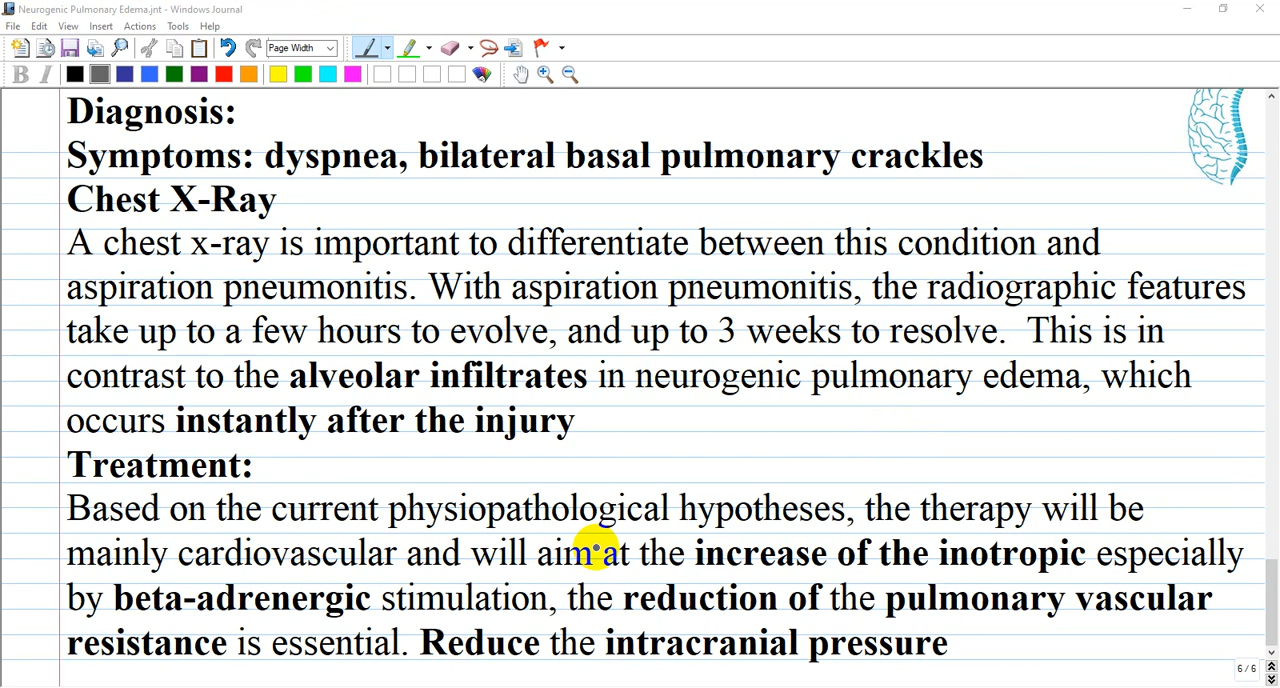 Neurogenic Pulmonary Edema.jnt - Windows Journal
File Edit View Insert Actions Tools Help
Page Width
B I
Diagnosis:
Symptoms: dyspnea, bilateral basal pulmonary crackles
Chest X-Ray
A chest x-ray is important to differentiate between this condition and
aspiration pneumonitis. With aspiration pneumonitis, the radiographic features
take up to a few hours to evolve, and up to 3 weeks to resolve. This is in
contrast to the alveolar infiltrates in neurogenic pulmonary edema, which
occurs instantly after the injury
Treatment:
Based on the current physiopathological hypotheses, the therapy will be
mainly cardiovascular and will aim at the increase of the inotropic especially
by beta-adrenergic stimulation, the reduction of the pulmonary vascular
resistance is essential. Reduce the intracranial pressure
6/6